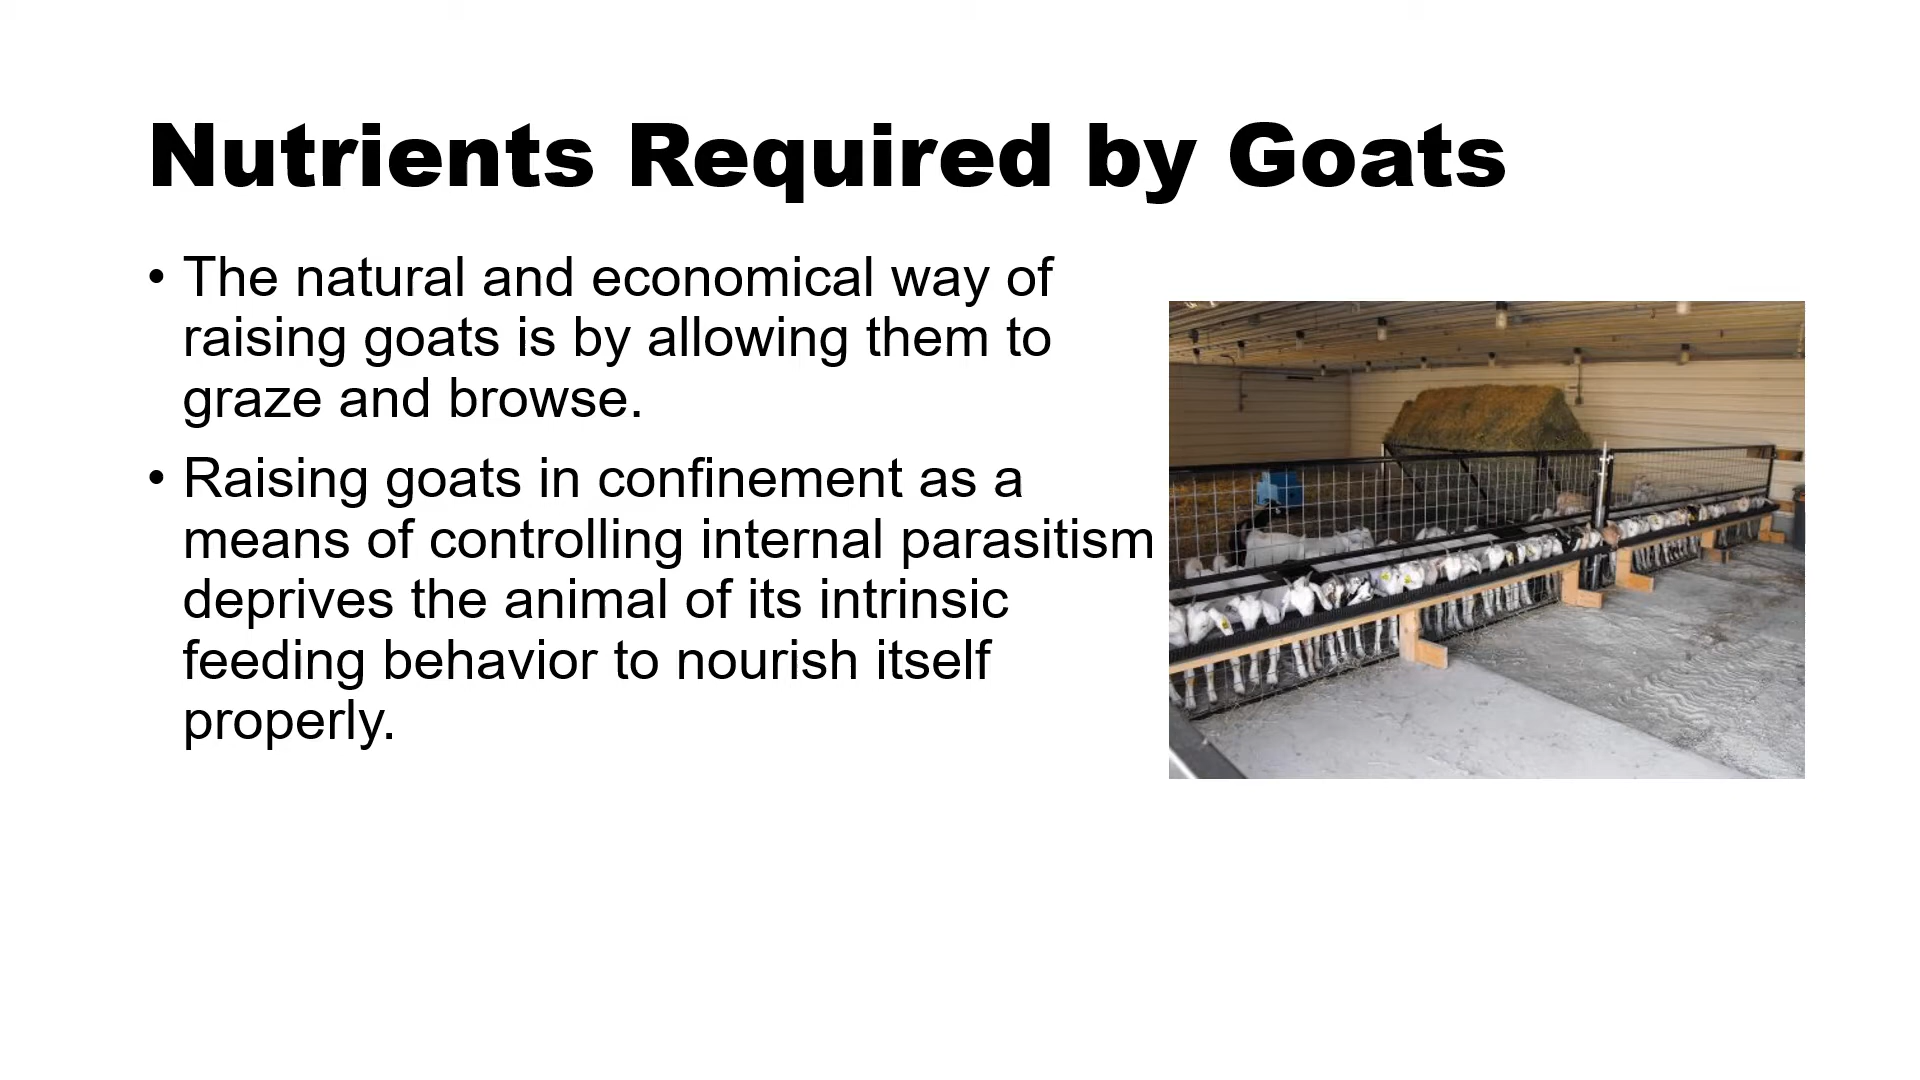 Nutrients Required by Goats
• The natural and economical way of
raising goats is by allowing them to
graze and browse.
• Raising goats in confinement as a
means of controlling internal parasitism
deprives the animal of its intrinsic
feeding behavior to nourish itself
properly.